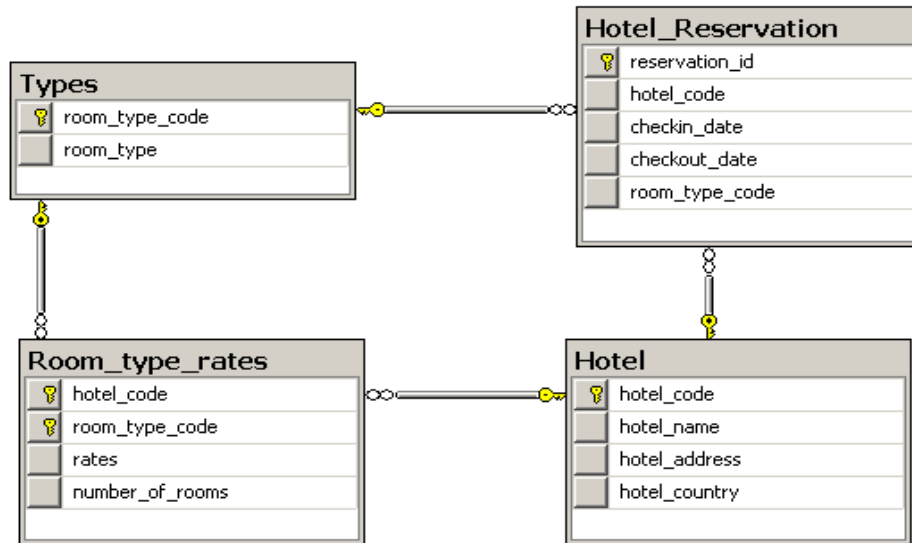 Types
room_type_code
room_type
Hotel_Reservation
reservation_id
hotel_code
checkin_date
checkout_date
room_type_code
Room_type_rates
hotel_code
room_type_code
rates
number_of_rooms
Hotel
hotel_code
hotel_name
hotel_address
hotel_country